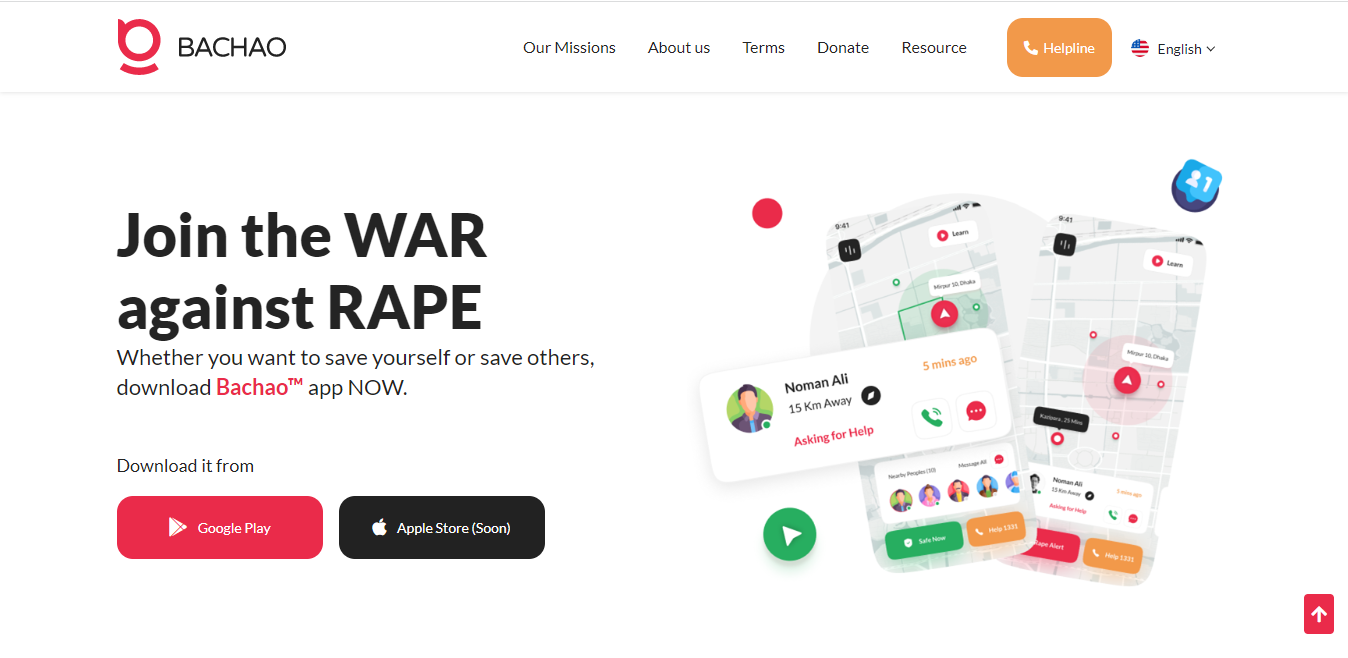 BACHAO
Our Missions
About us
Terms
Donate
Resource
Helpline
English
Join the WAR
against RAPE
Whether you want to save yourself or save others,
download Bachao™ app NOW.
Download it from
Google Play
Apple Store (Soon)
1
9:41
Learn
Mirpur 10, Dhaka
5 mins ago
Noman Ali
15 Km Away
Asking for Help
Nearby Peoples (10)
Message All
Safe Now
Help 1331
9:41
Learn
Mirpur 10, Dhaka
25 Mins
Noman Ali
15 Km Away
5 mins ago
Asking for Help
Rape Alert
Help 1331